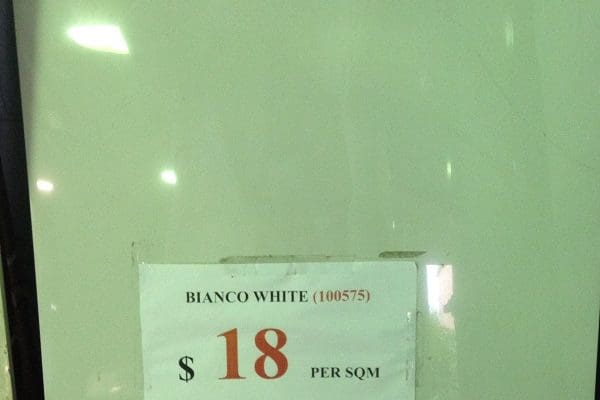 BIANCO WHITE (100575)
$ 18 PER SQM